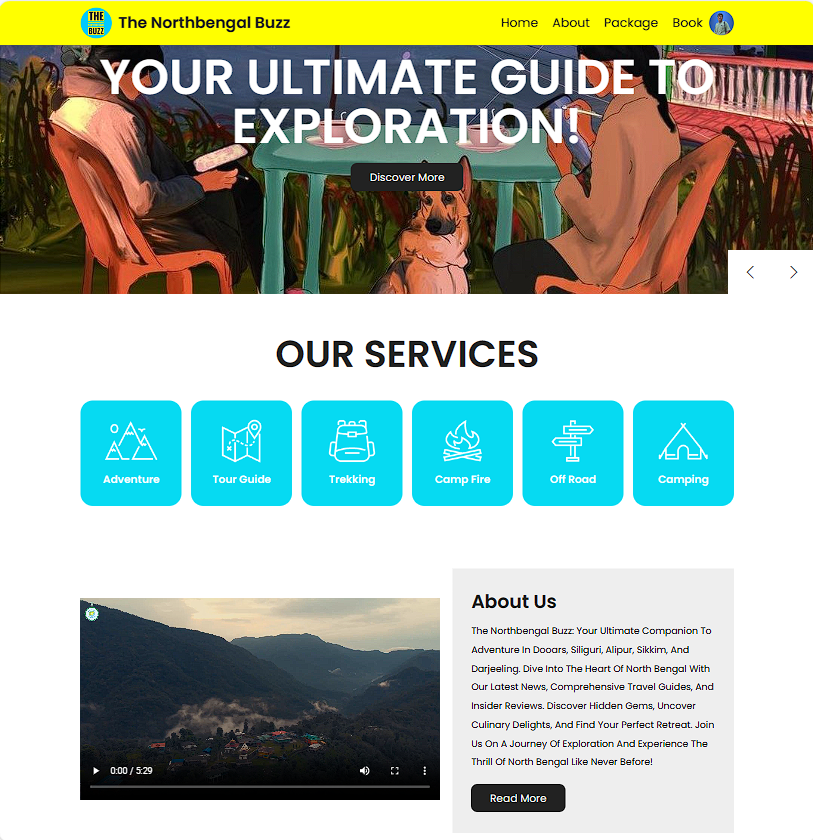 THE
BUZZ
The Northbengal Buzz
Home About Package Book
YOUR ULTIMATE GUIDE TO
EXPLORATION!
Discover More
OUR SERVICES
Adventure
Tour Guide
Trekking
Camp Fire
Off Road
Camping
0:00 / 5:29
About Us
The Northbengal Buzz: Your Ultimate Companion To
Adventure In Dooars, Siliguri, Alipur, Sikkim, And
Darjeeling. Dive Into The Heart Of North Bengal With
Our Latest News, Comprehensive Travel Guides, And
Insider Reviews. Discover Hidden Gems, Uncover
Culinary Delights, And Find Your Perfect Retreat. Join
Us On A Journey Of Exploration And Experience The
Thrill Of North Bengal Like Never Before!
Read More